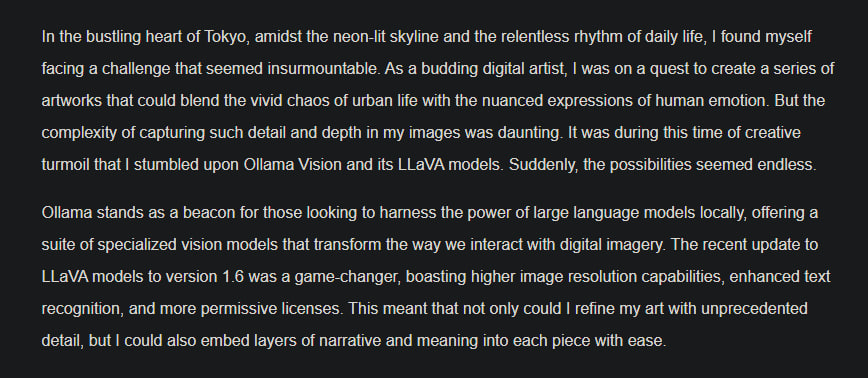 In the bustling heart of Tokyo, amidst the neon-lit skyline and the relentless rhythm of daily life, I found myself
facing a challenge that seemed insurmountable. As a budding digital artist, I was on a quest to create a series of
artworks that could blend the vivid chaos of urban life with the nuanced expressions of human emotion. But the
complexity of capturing such detail and depth in my images was daunting. It was during this time of creative
turmoil that I stumbled upon Ollama Vision and its LLaVA models. Suddenly, the possibilities seemed endless.
Ollama stands as a beacon for those looking to harness the power of large language models locally, offering a
suite of specialized vision models that transform the way we interact with digital imagery. The recent update to
LLaVA models to version 1.6 was a game-changer, boasting higher image resolution capabilities, enhanced text
recognition, and more permissive licenses. This meant that not only could I refine my art with unprecedented
detail, but I could also embed layers of narrative and meaning into each piece with ease.